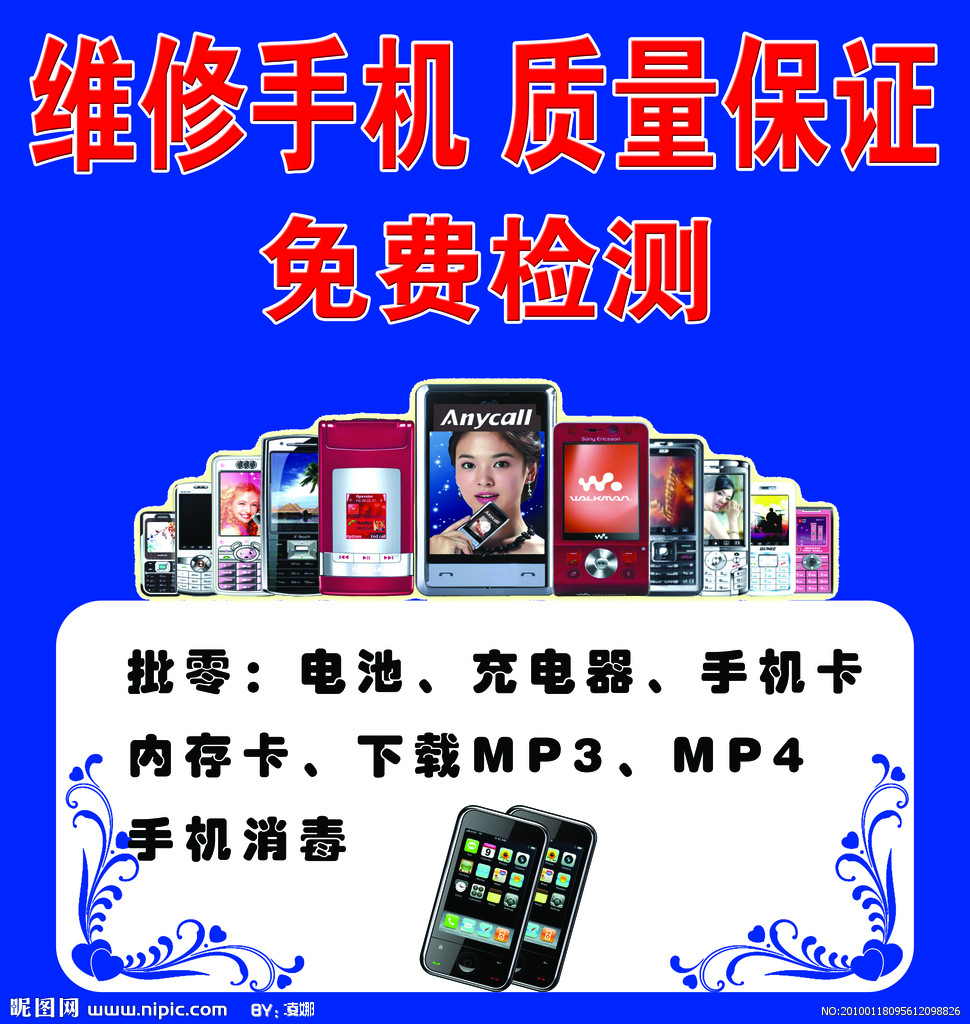 维修手机 质量保证
免费检测
Anycall
Sony Ericsson
WALKMAN
批零：电池、充电器、手机卡
内存卡、下载MP3、MP4
手机消毒
昵图网 www.nipic.com BY:
NO:20100118095612098826